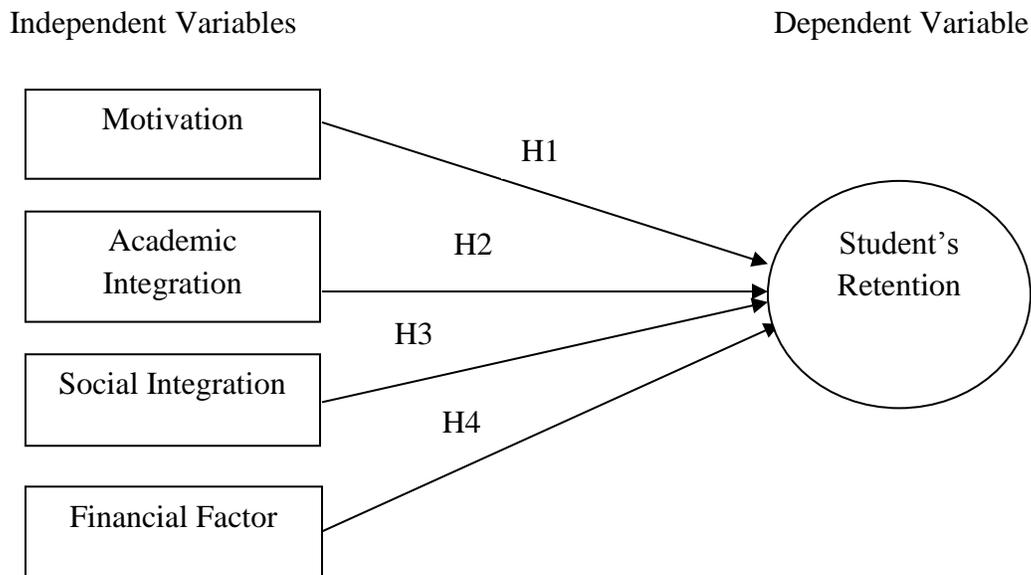 Independent Variables
Dependent Variable
Motivation
H1
Academic
Integration
H2
Student’s
Retention
H3
Social Integration
H4
Financial Factor